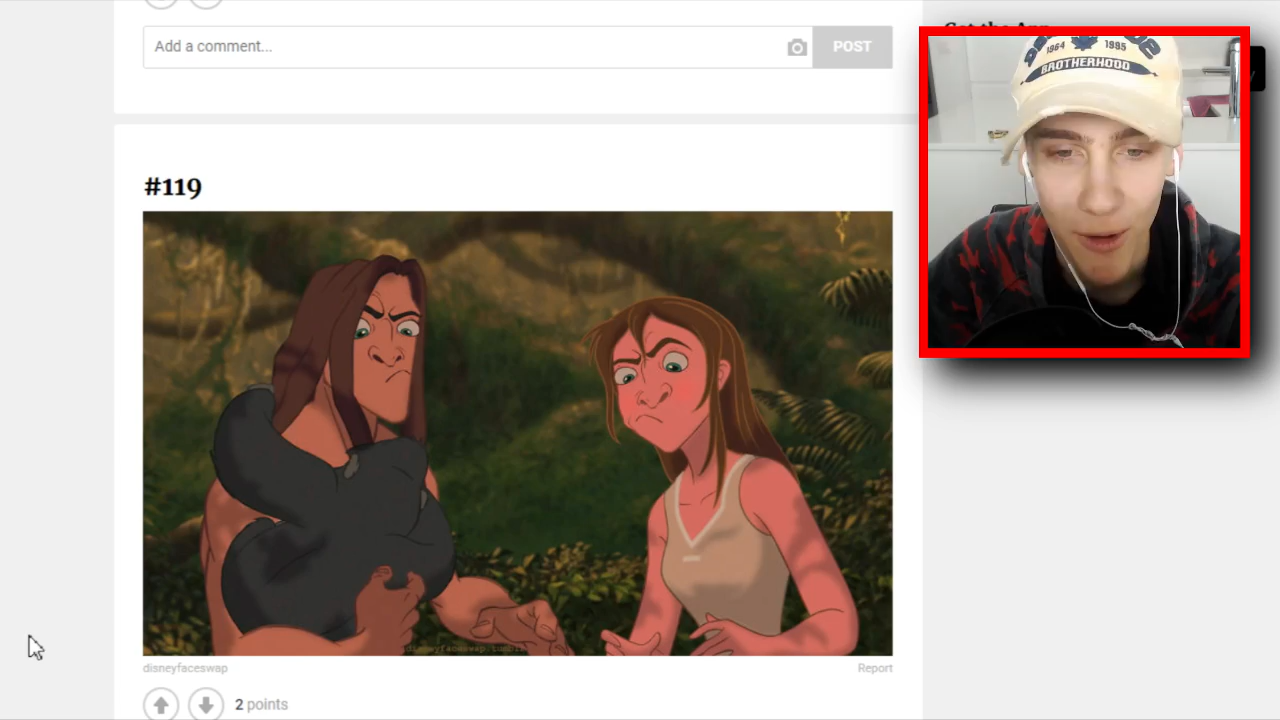 Add a comment...
POST
1964 1995
BROTHERHOOD
#119
disneyfaceswap
Report
2 points